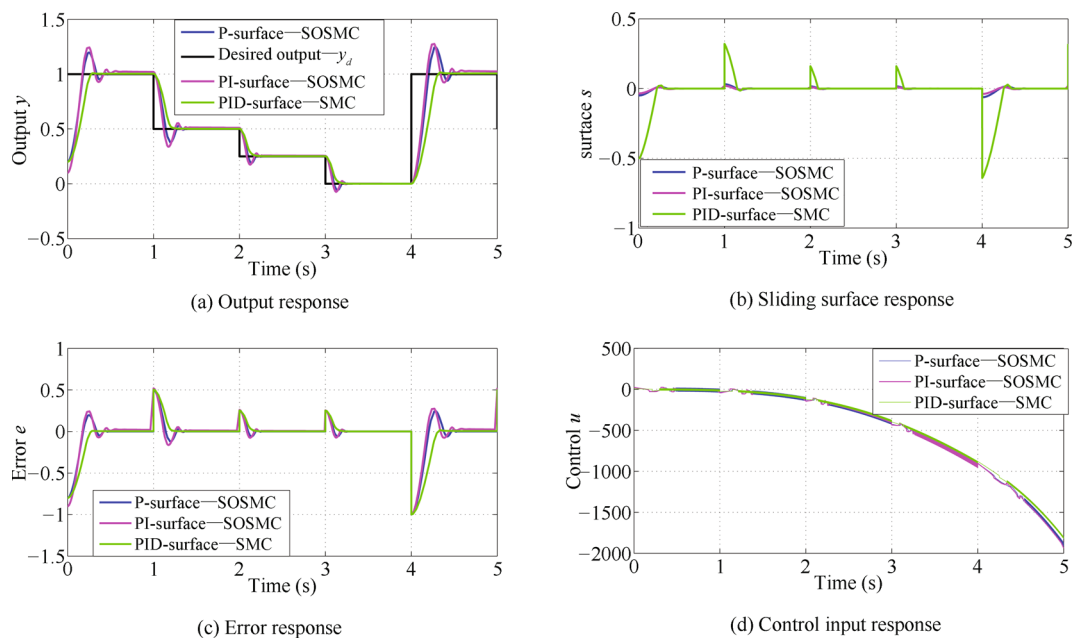 1.5
1
0.5
0
−0.5
Output y
P-surface—SOSMC
Desired output—yd
PI-surface—SOSMC
PID-surface—SMC
0 1 2 3 4 5
Time (s)
(a) Output response
0.5
0
−0.5
−1
surtace s
P-surface—SOSMC
PI-surface—SOSMC
PID-surface—SMC
0 1 2 3 4 5
Time (s)
(b) Sliding surface response
1
0.5
0
−0.5
−1
−1.5
Error e
P-surface—SOSMC
PI-surface—SOSMC
PID-surface—SMC
0 1 2 3 4 5
Time (s)
(c) Error response
500
0
−500
−1000
−1500
−2000
Control u
P-surface—SOSMC
PI-surface—SOSMC
PID-surface—SMC
0 1 2 3 4 5
Time (s)
(d) Control input response